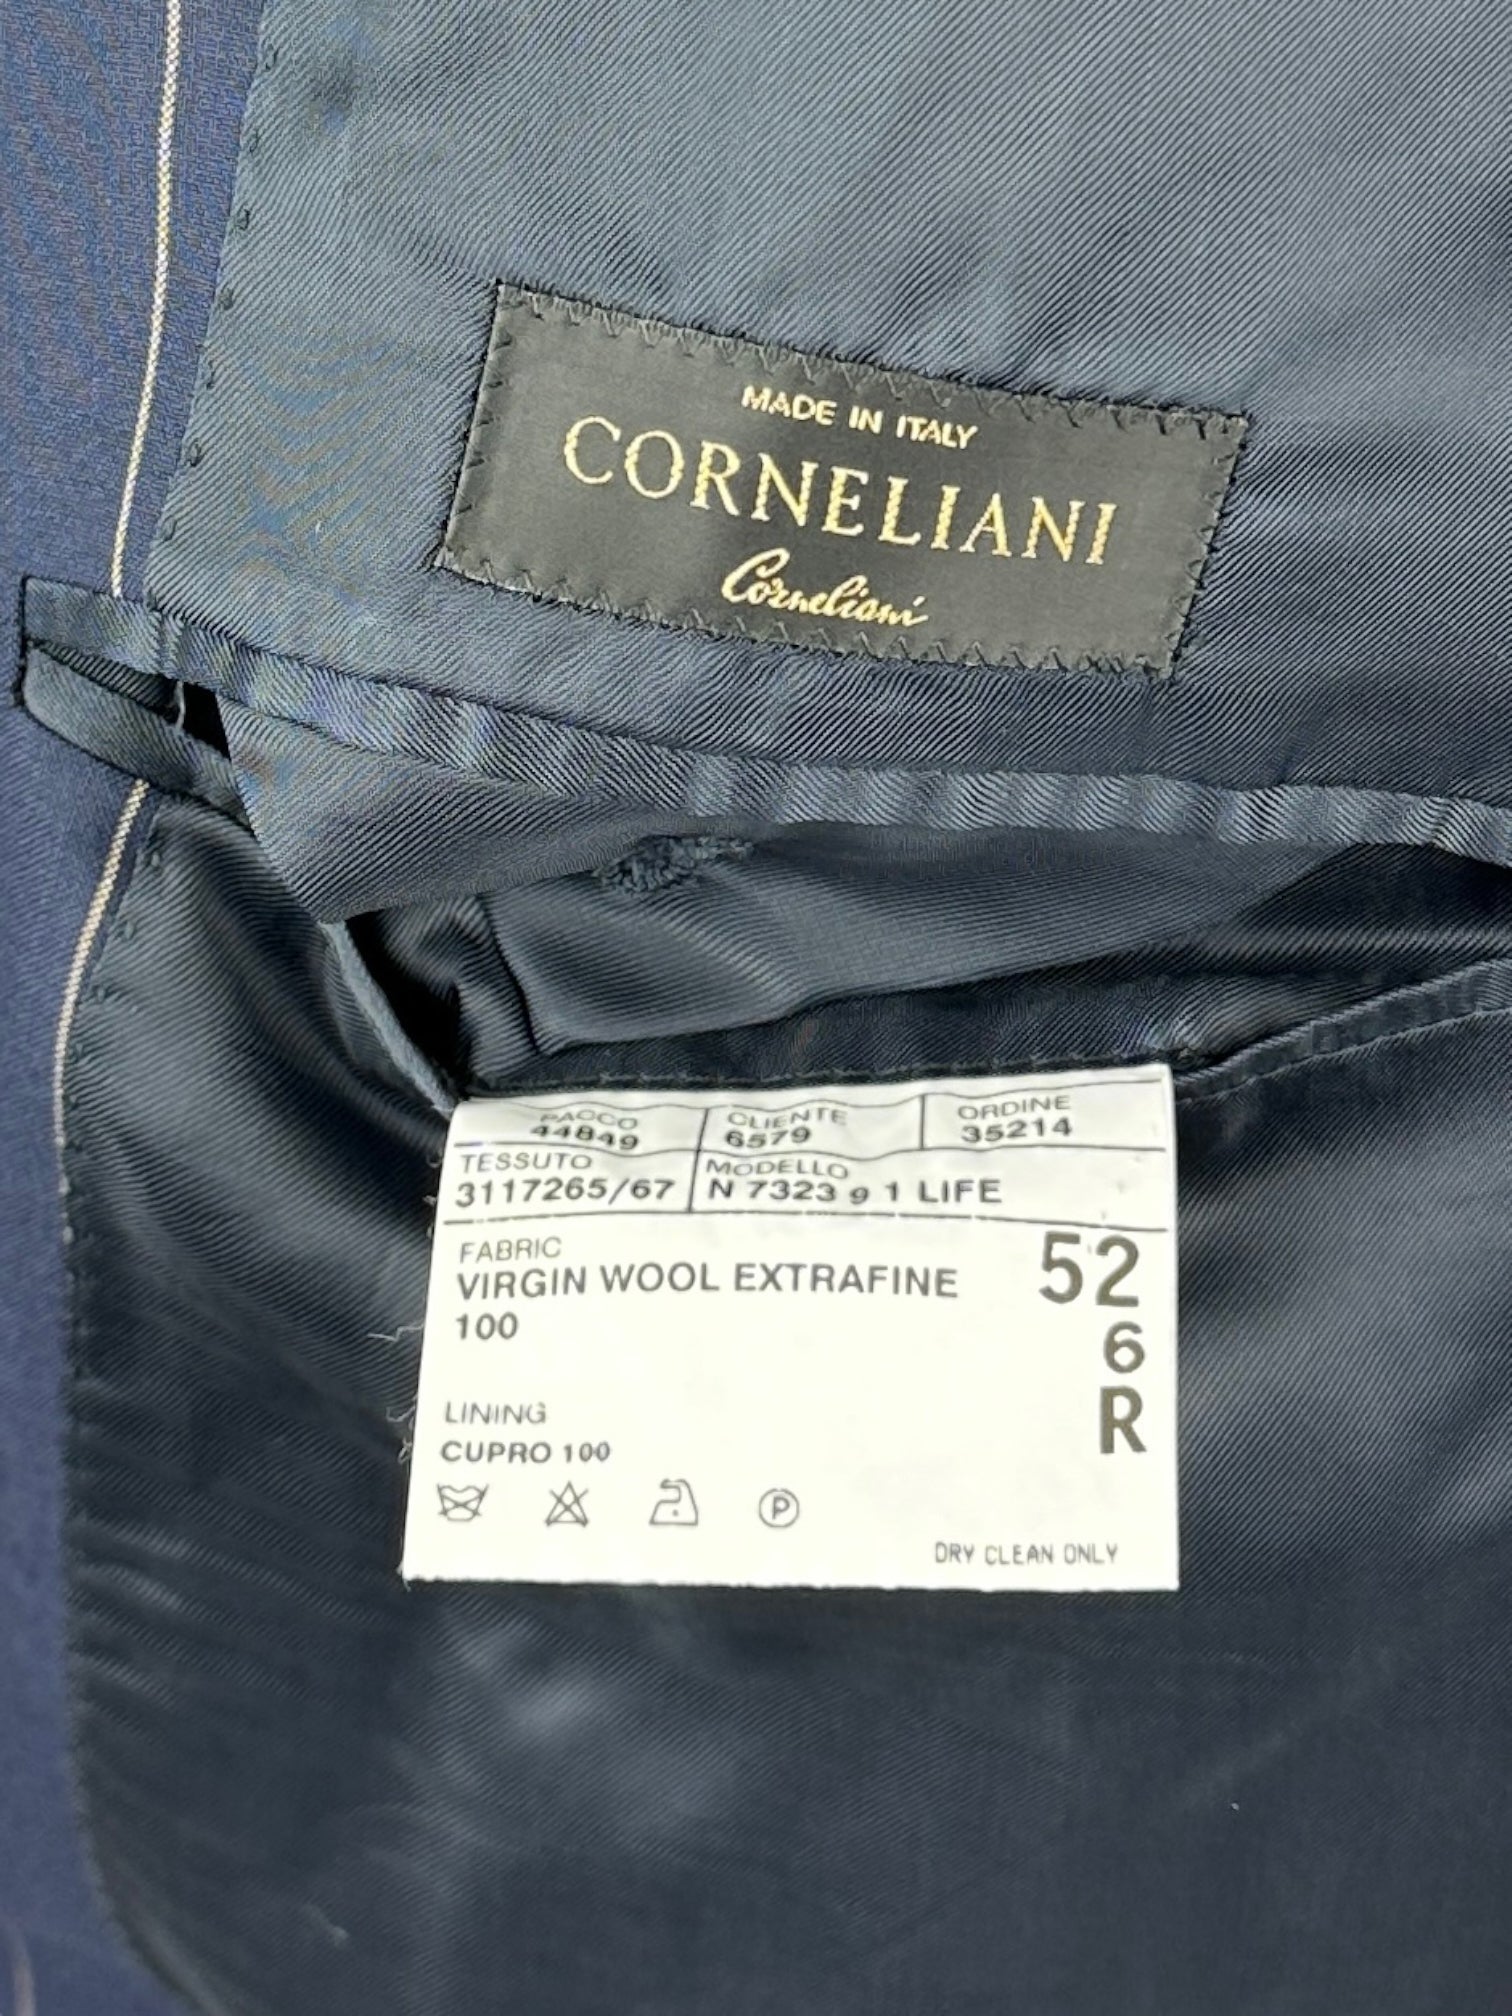 MADE IN ITALY
CORNELIANI
Corneliani
PACCO CLIENTE ORDINE
44849 6579 35214
TESSUTO MODELLO
3117265/67 N 7323 9 1 LIFE
FABRIC
VIRGIN WOOL EXTRAFINE
100
52
6
R
LINING
CUPRO 100
P
DRY CLEAN ONLY